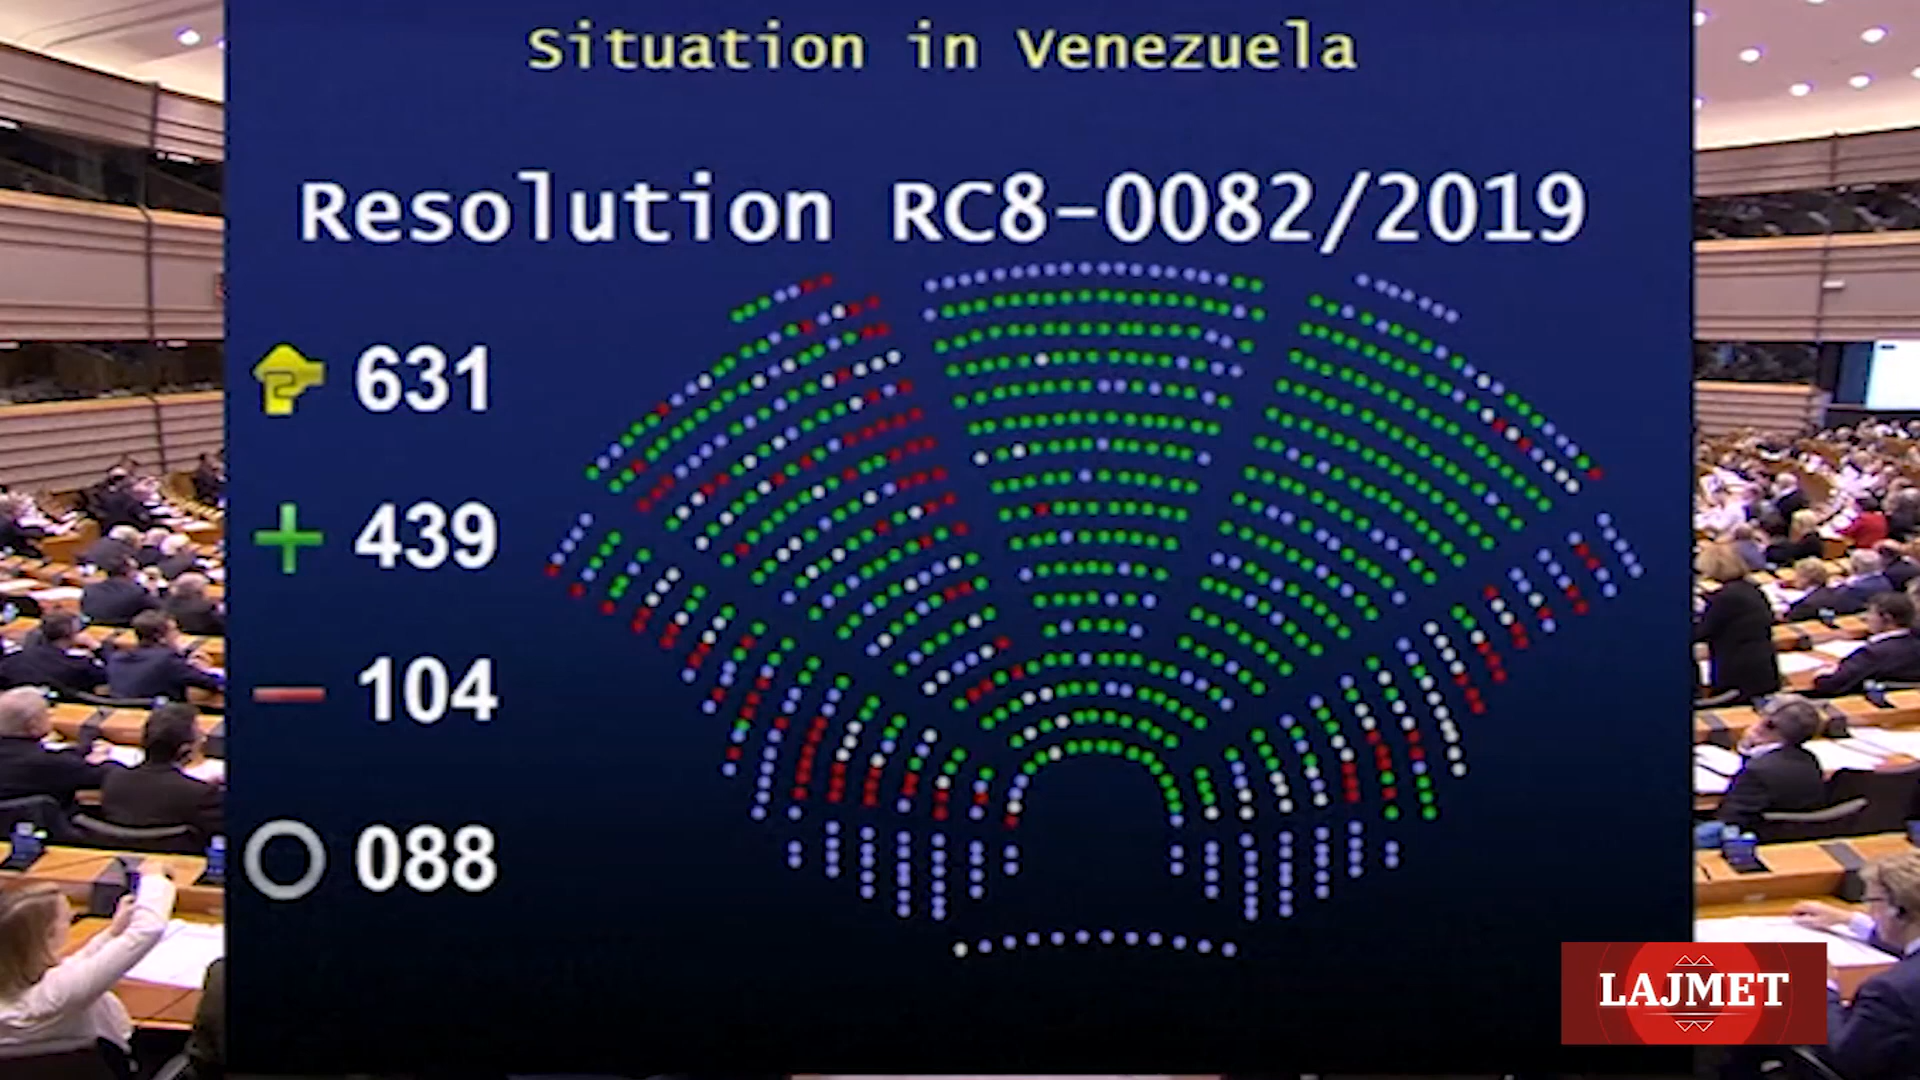 Situation in Venezuela
Resolution RC8-0082/2019
631
439
104
088
LAJMET